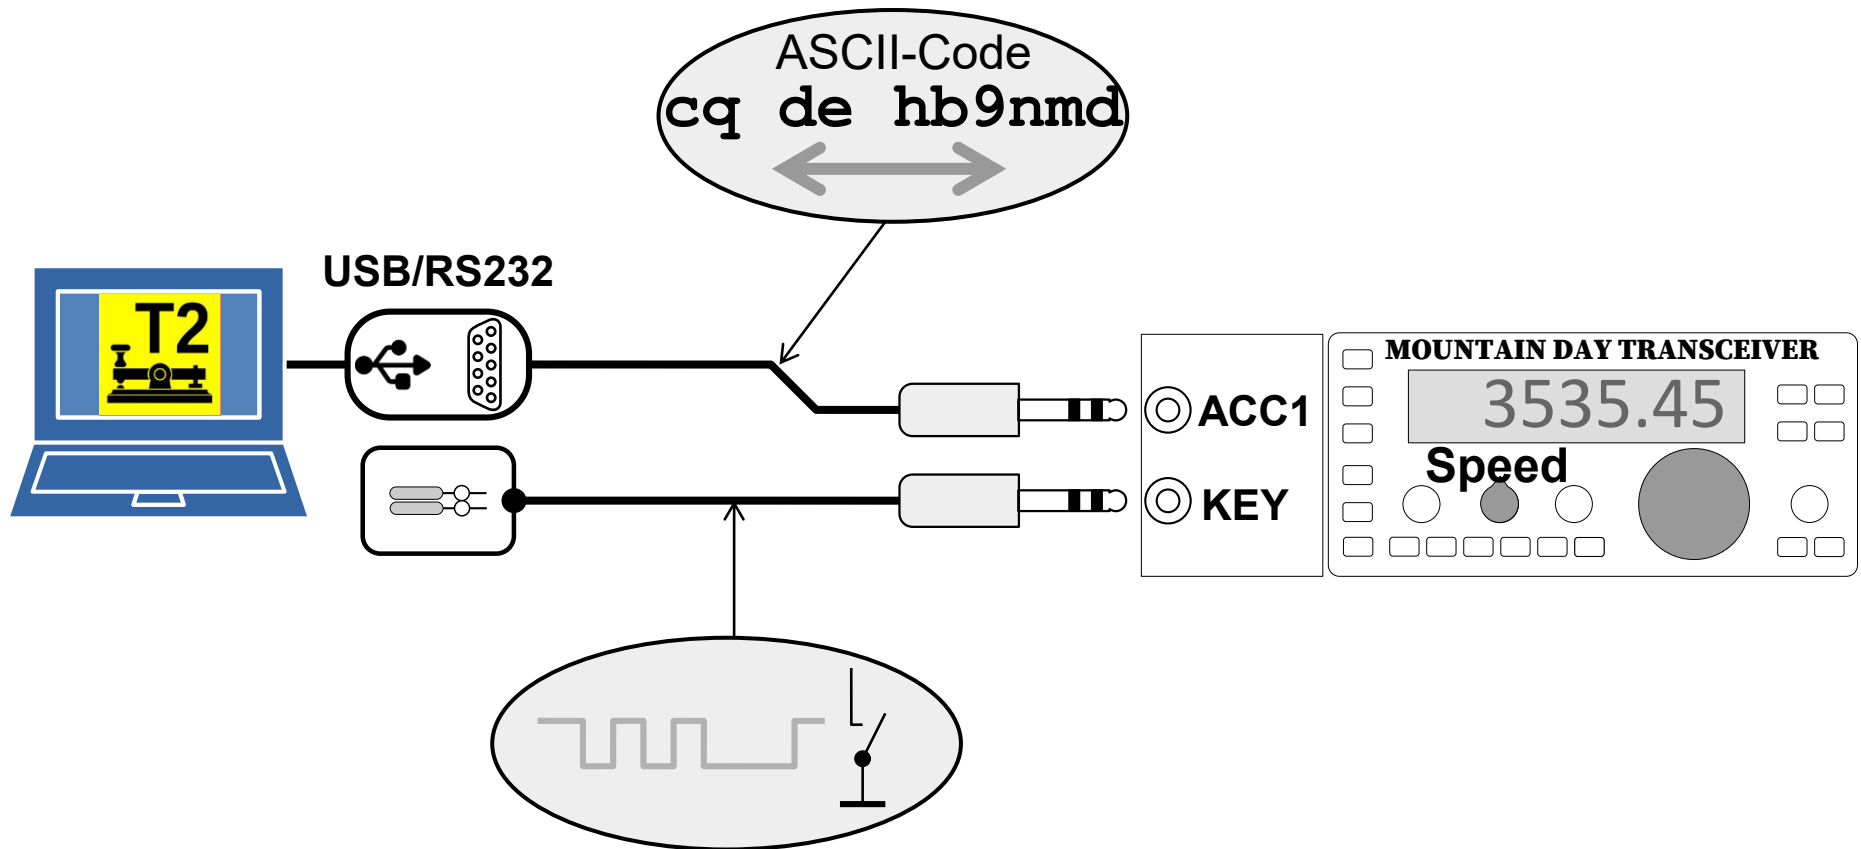 ASCII-Code
cq de hb9nmd
USB/RS232
T2
MOUNTAIN DAY TRANSCEIVER
3535.45
ACC1
Speed
KEY